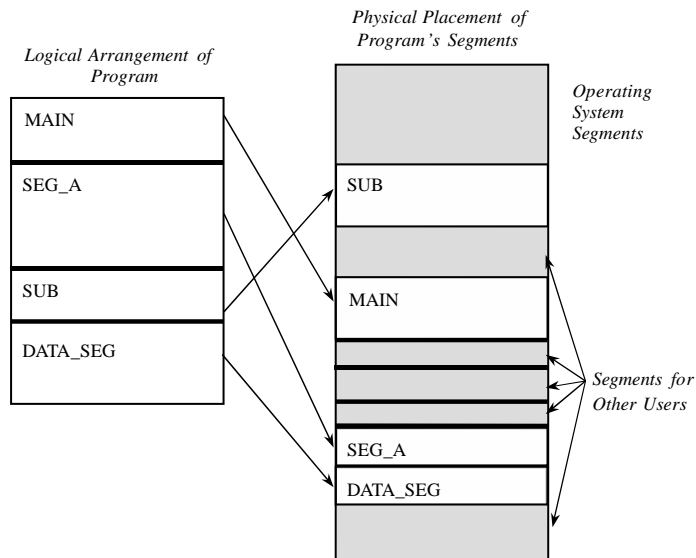 Logical Arrangement of
Program
MAIN
SEG_A
SUB
DATA_SEG
Physical Placement of
Program's Segments
SUB
MAIN
SEG_A
DATA_SEG
Operating
System
Segments
Segments for
Other Users